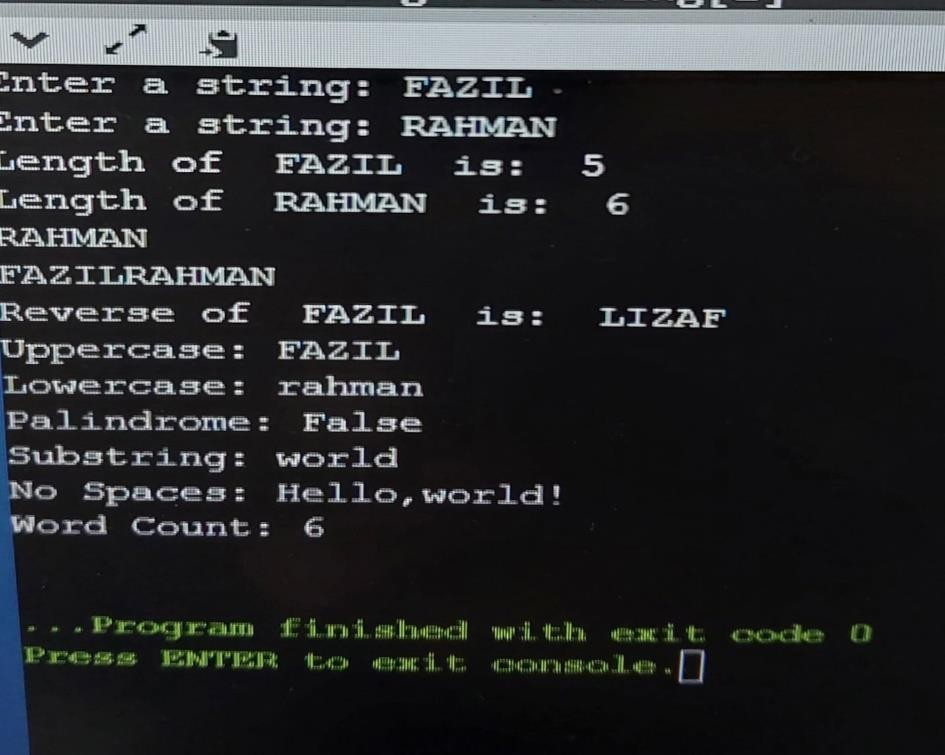 Enter a string: FAZIL
Enter a string: RAHMAN
Length of  FAZIL  is:  5
Length of  RAHMAN  is:  6
RAHMAN
FAZILRAHMAN
Reverse of  FAZIL  is:  LIZAF
Uppercase: FAZIL
Lowercase: rahman
Palindrome: False
Substring: world
No Spaces: Hello,world!
Word Count: 6
...Program finished with exit code 0
Press ENTER to exit console.